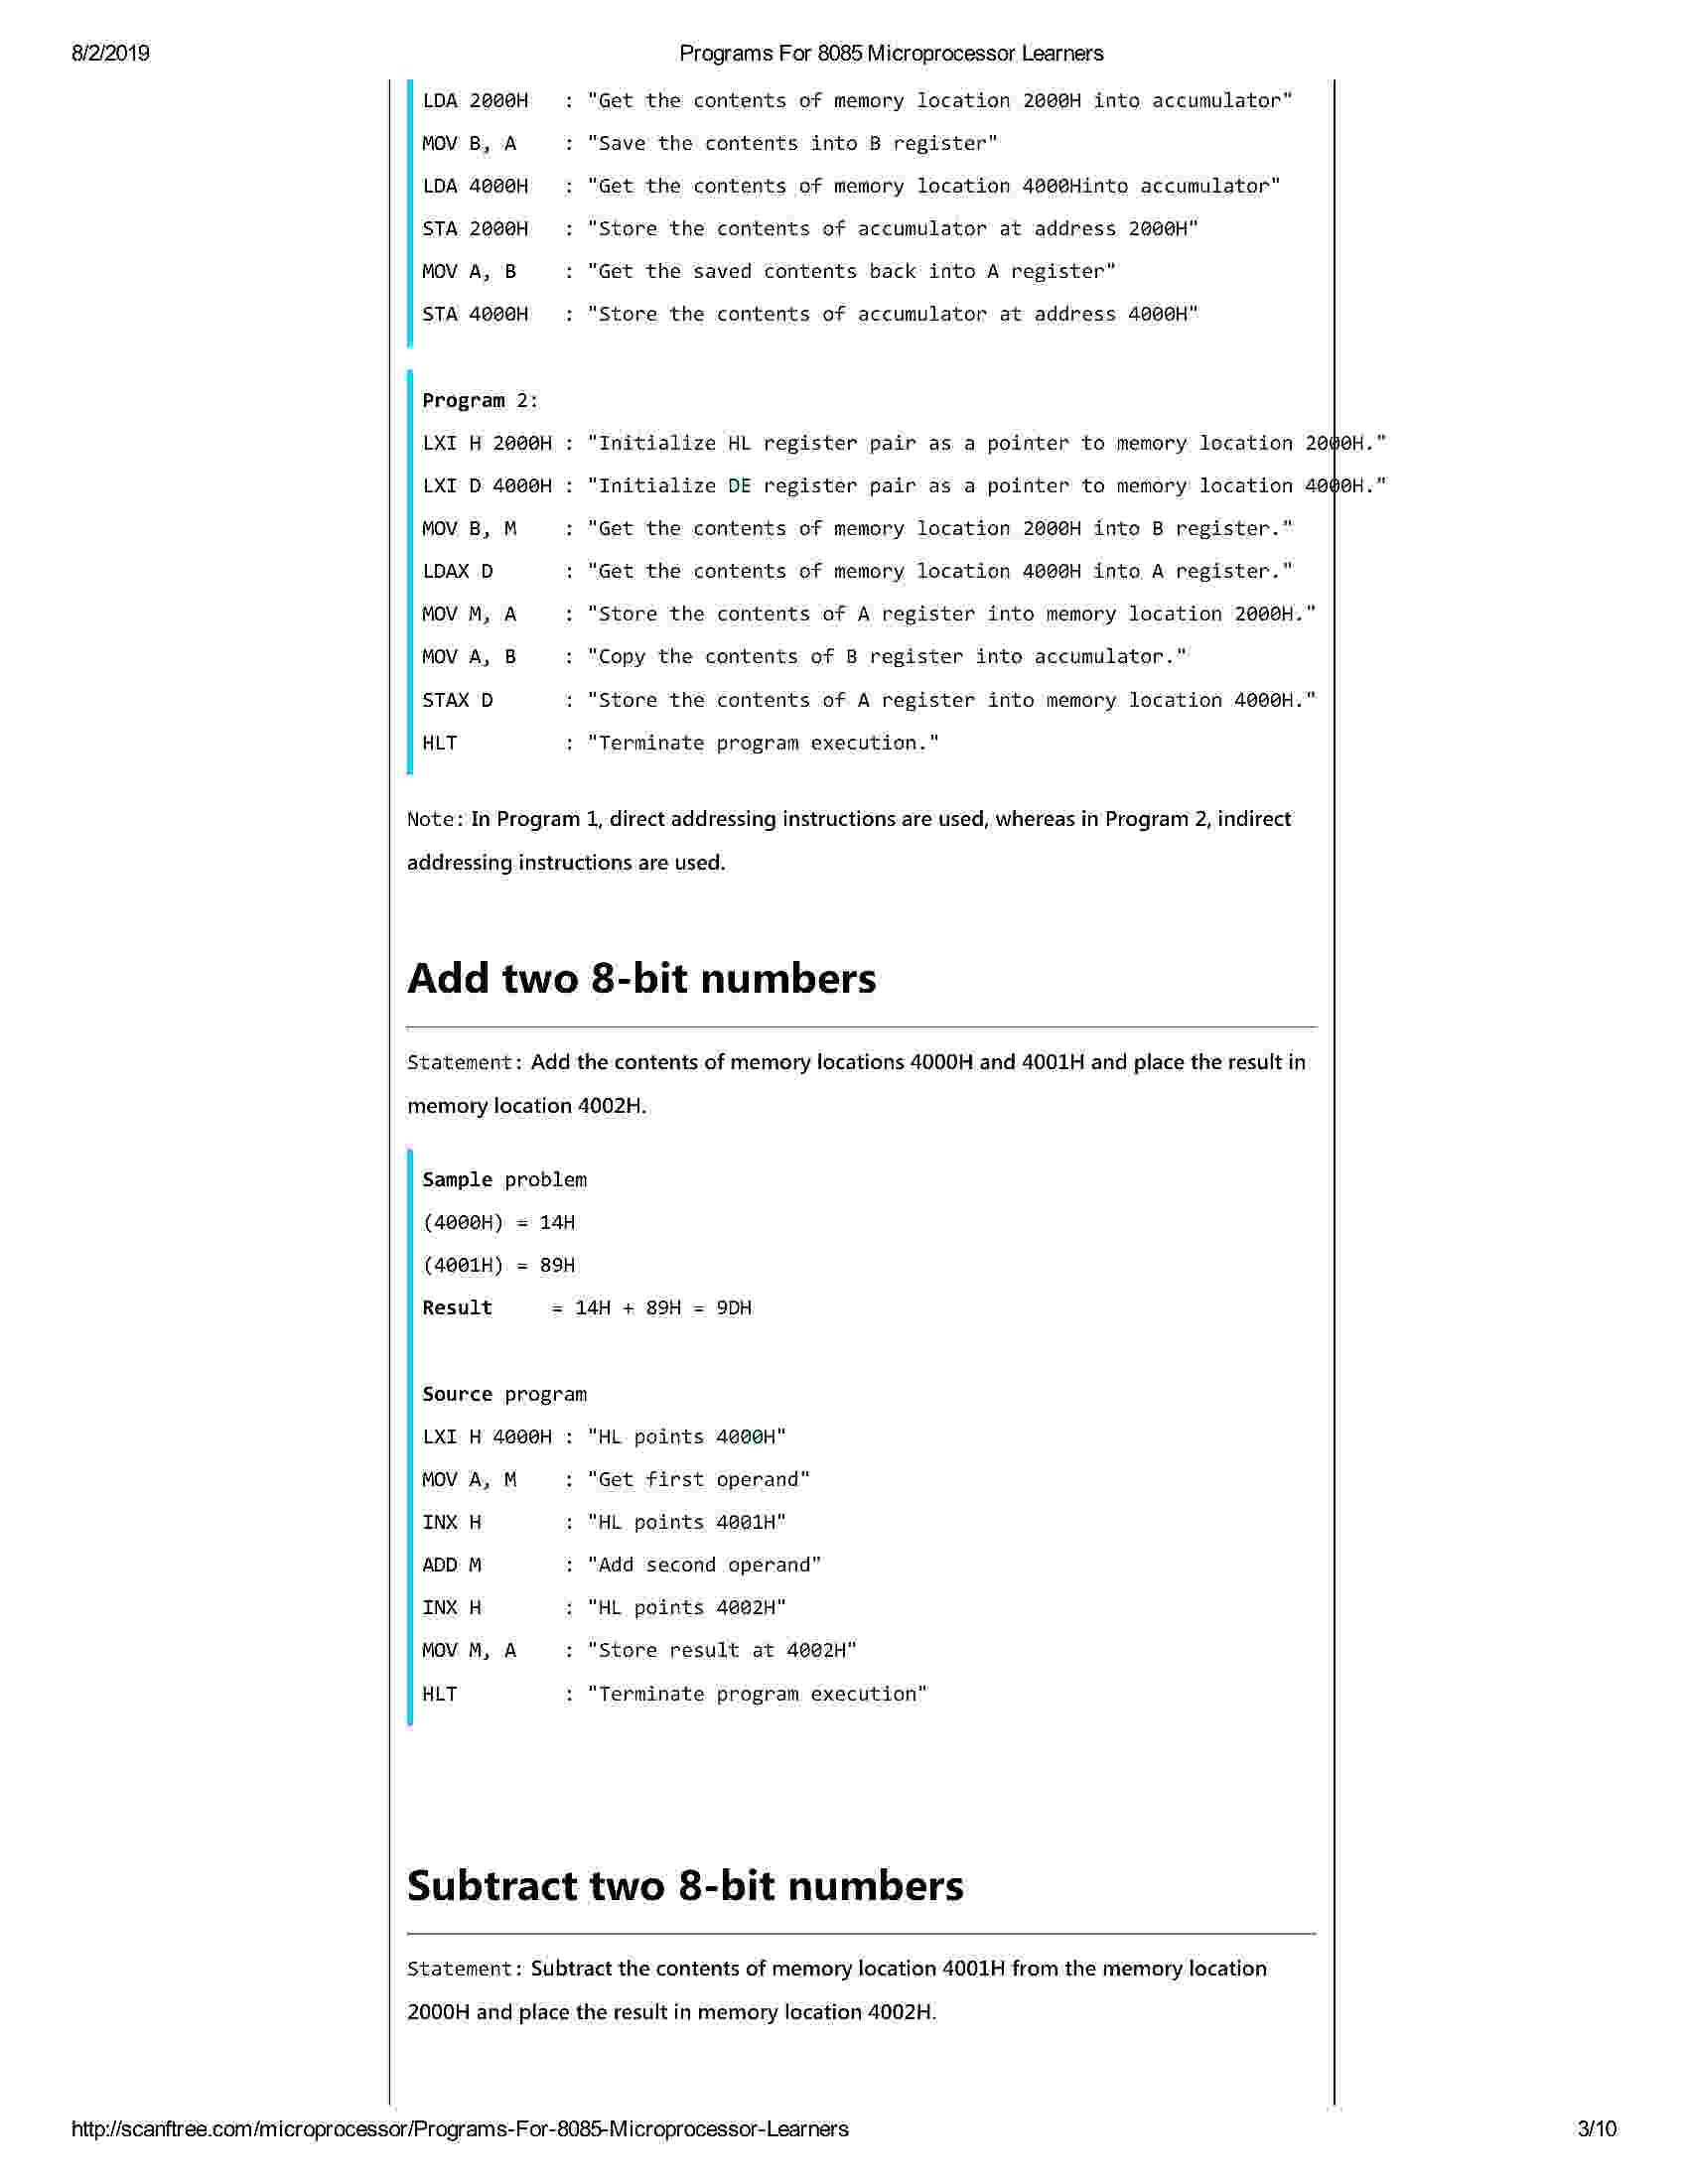 8/2/2019 Programs For 8085 Microprocessor Learners
LDA 2000H : "Get the contents of memory location 2000H into accumulator"
MOV B, A : "Save the contents into B register"
LDA 4000H : "Get the contents of memory location 4000Hinto accumulator"
STA 2000H : "Store the contents of accumulator at address 2000H"
MOV A, B : "Get the saved contents back into A register"
STA 4000H : "Store the contents of accumulator at address 4000H"
Program 2:
LXI H 2000H : "Initialize HL register pair as a pointer to memory location 2000H."
LXI D 4000H : "Initialize DE register pair as a pointer to memory location 4000H."
MOV B, M : "Get the contents of memory location 2000H into B register."
LDAX D : "Get the contents of memory location 4000H into A register."
MOV M, A : "Store the contents of A register into memory location 2000H."
MOV A, B : "Copy the contents of B register into accumulator."
STAX D : "Store the contents of A register into memory location 4000H."
HLT : "Terminate program execution."
Note: In Program 1, direct addressing instructions are used, whereas in Program 2, indirect
addressing instructions are used.
Add two 8-bit numbers
Statement: Add the contents of memory locations 4000H and 4001H and place the result in
memory location 4002H.
Sample problem
(4000H) = 14H
(4001H) = 89H
Result = 14H + 89H = 9DH
Source program
LXI H 4000H : "HL points 4000H"
MOV A, M : "Get first operand"
INX H : "HL points 4001H"
ADD M : "Add second operand"
INX H : "HL points 4002H"
MOV M, A : "Store result at 4002H"
HLT : "Terminate program execution"
Subtract two 8-bit numbers
Statement: Subtract the contents of memory location 4001H from the memory location
2000H and place the result in memory location 4002H.
http://scanftree.com/microprocessor/Programs-For-8085-Microprocessor-Learners 3/10